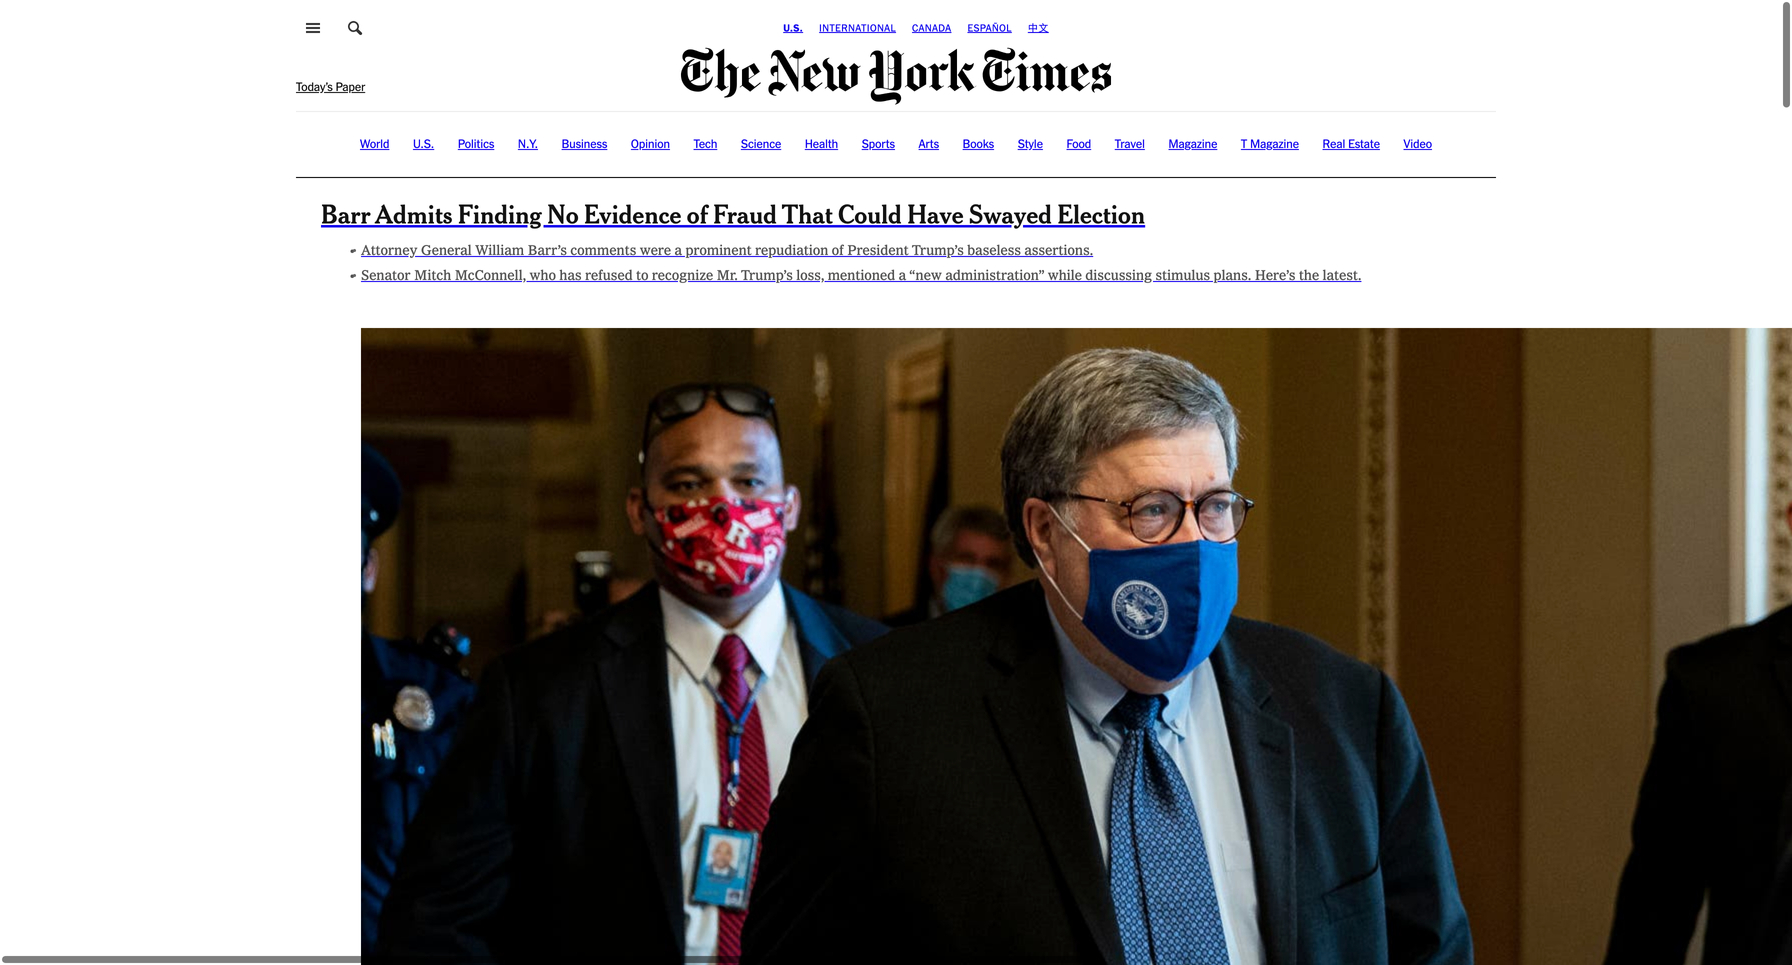 U.S. INTERNATIONAL CANADA ESPAÑOL 中文
The New York Times
Today's Paper
World U.S. Politics N.Y. Business Opinion Tech Science Health Sports Arts Books Style Food Travel Magazine T Magazine Real Estate Video
Barr Admits Finding No Evidence of Fraud That Could Have Swayed Election
Attorney General William Barr's comments were a prominent repudiation of President Trump's baseless assertions.
Senator Mitch McConnell, who has refused to recognize Mr. Trump's loss, mentioned a “new administration” while discussing stimulus plans. Here's the latest.
R
R